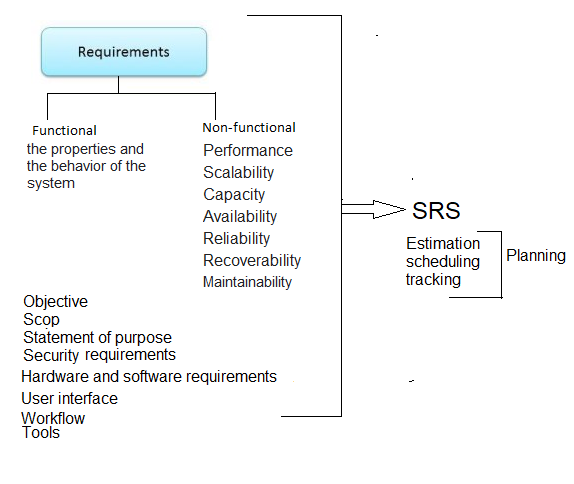 Requirements
Functional
the properties and
the behavior of the
system
Non-functional
Performance
Scalability
Capacity
Availability
Reliability
Recoverability
Maintainability
Objective
Scop
Statement of purpose
Security requirements
Hardware and software requirements
User interface
Workflow
Tools
SRS
Estimation
scheduling
tracking
Planning